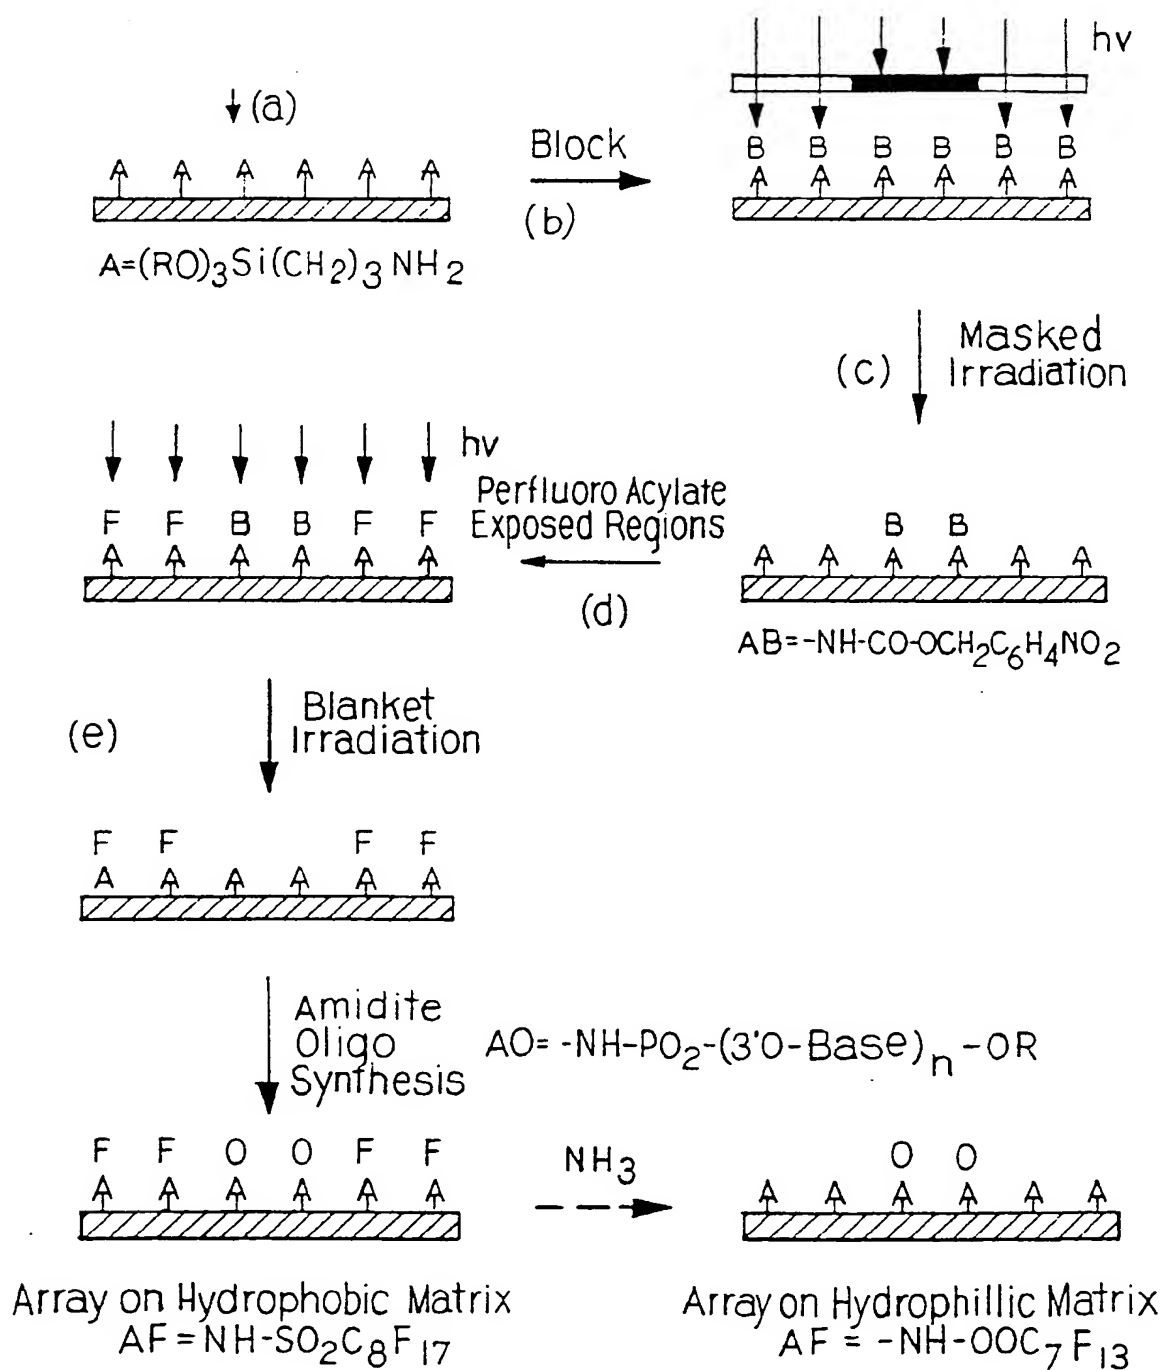 hv
(a)
A A A A A A
A=(RO)3Si(CH2)3NH2
Block
(b)
B B B B B B
A A A A A A
(c)
Masked
Irradiation
hv
F F B B F F
A A A A A A
Perfluoro Acylate
Exposed Regions
(d)
B B
A A A A A A
AB=-NH-CO-OCH2C6H4NO2
(e)
Blanket
Irradiation
F F F F
A A A A A A
Amidite
Oligo
Synthesis
AO= -NH-PO2-(3'O-Base)n-OR
F F O O F F
A A A A A A
NH3
O O
A A A A A A
Array on Hydrophobic Matrix
AF=NH-SO2C8F17
Array on Hydrophillic Matrix
AF = -NH-OOC7F13